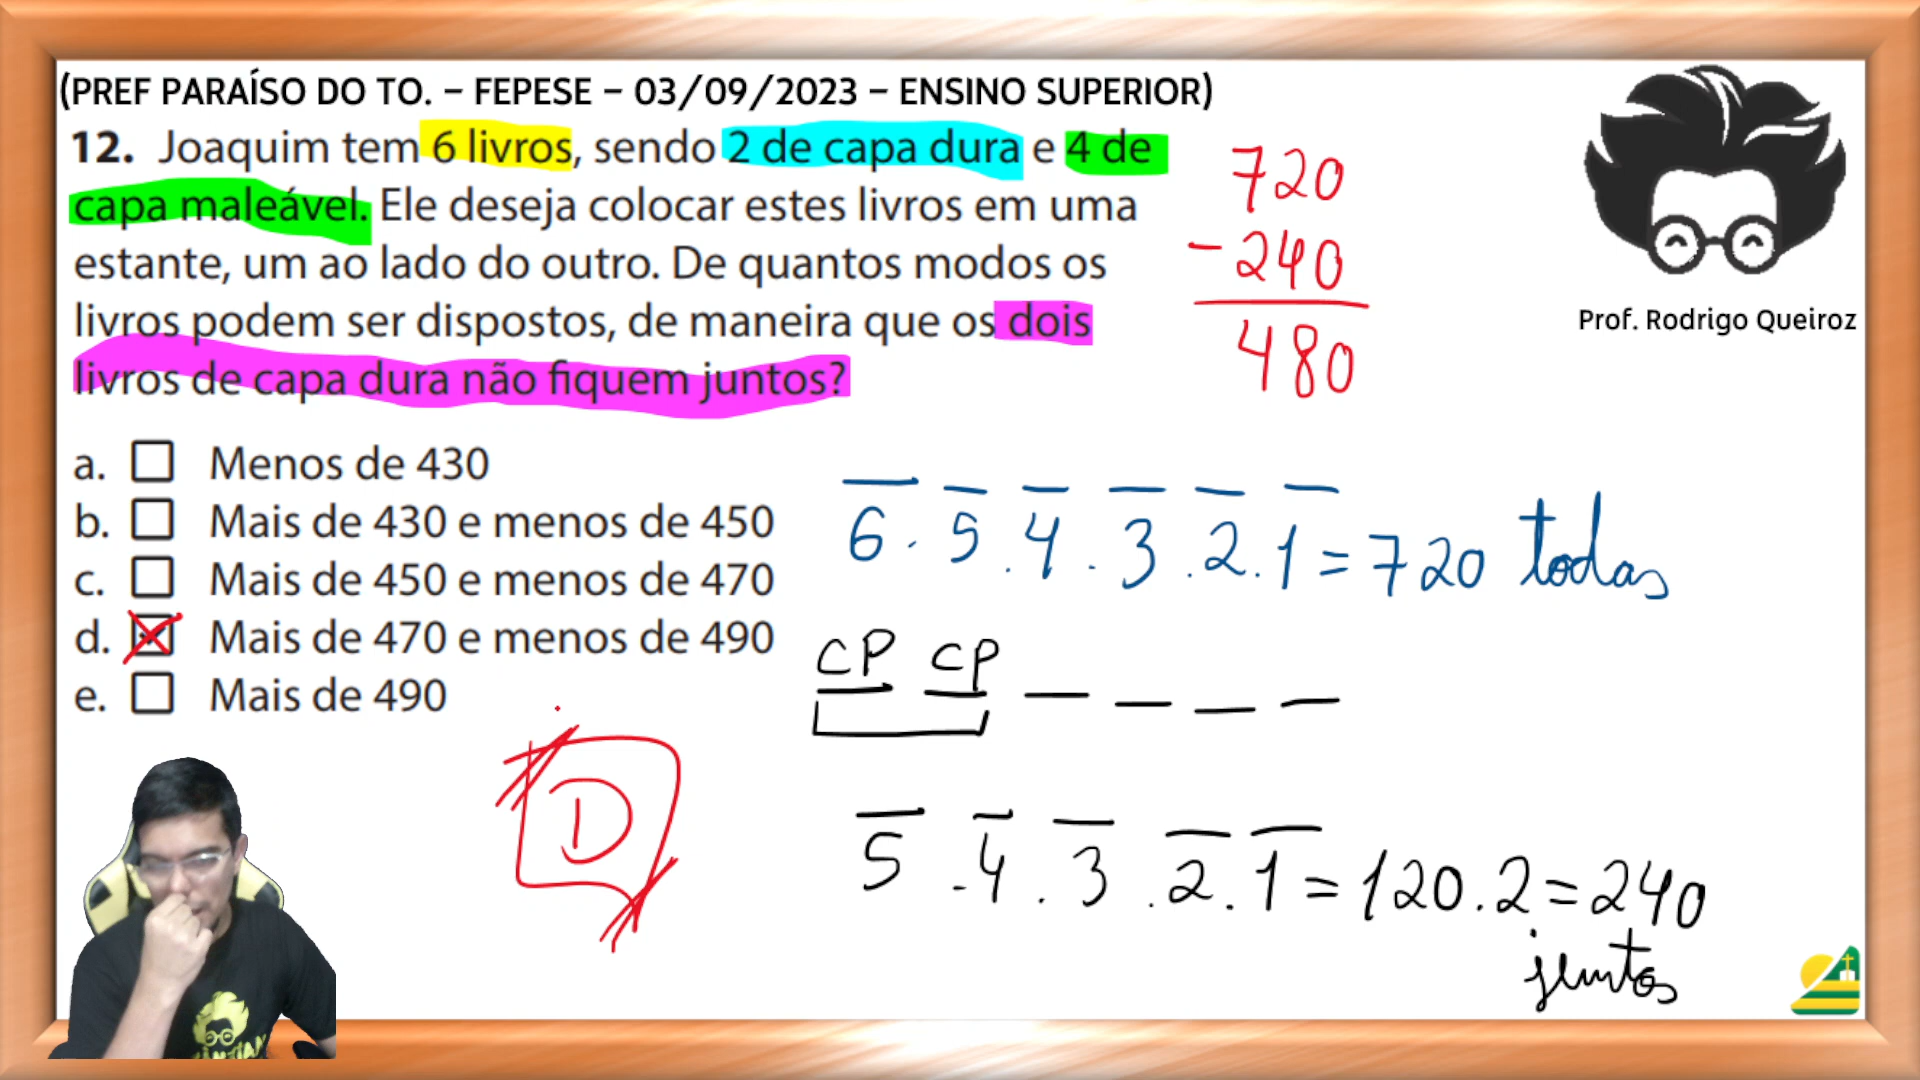 (PREF PARAÍSO DO TO. – FEPESE – 03/09/2023 – ENSINO SUPERIOR)
12. Joaquim tem 6 livros, sendo 2 de capa dura e 4 de
capa maleável. Ele deseja colocar estes livros em uma
estante, um ao lado do outro. De quantos modos os
livros podem ser dispostos, de maneira que os dois
livros de capa dura não fiquem juntos?
a. Menos de 430
b. Mais de 430 e menos de 450
c. Mais de 450 e menos de 470
d. Mais de 470 e menos de 490
e. Mais de 490
720
- 240
480
Prof. Rodrigo Queiroz
6 . 5 . 4 . 3 . 2 . 1 = 720 todas
CP CP
5 . 4 . 3 . 2 . 1 = 120 . 2 = 240
juntos
D